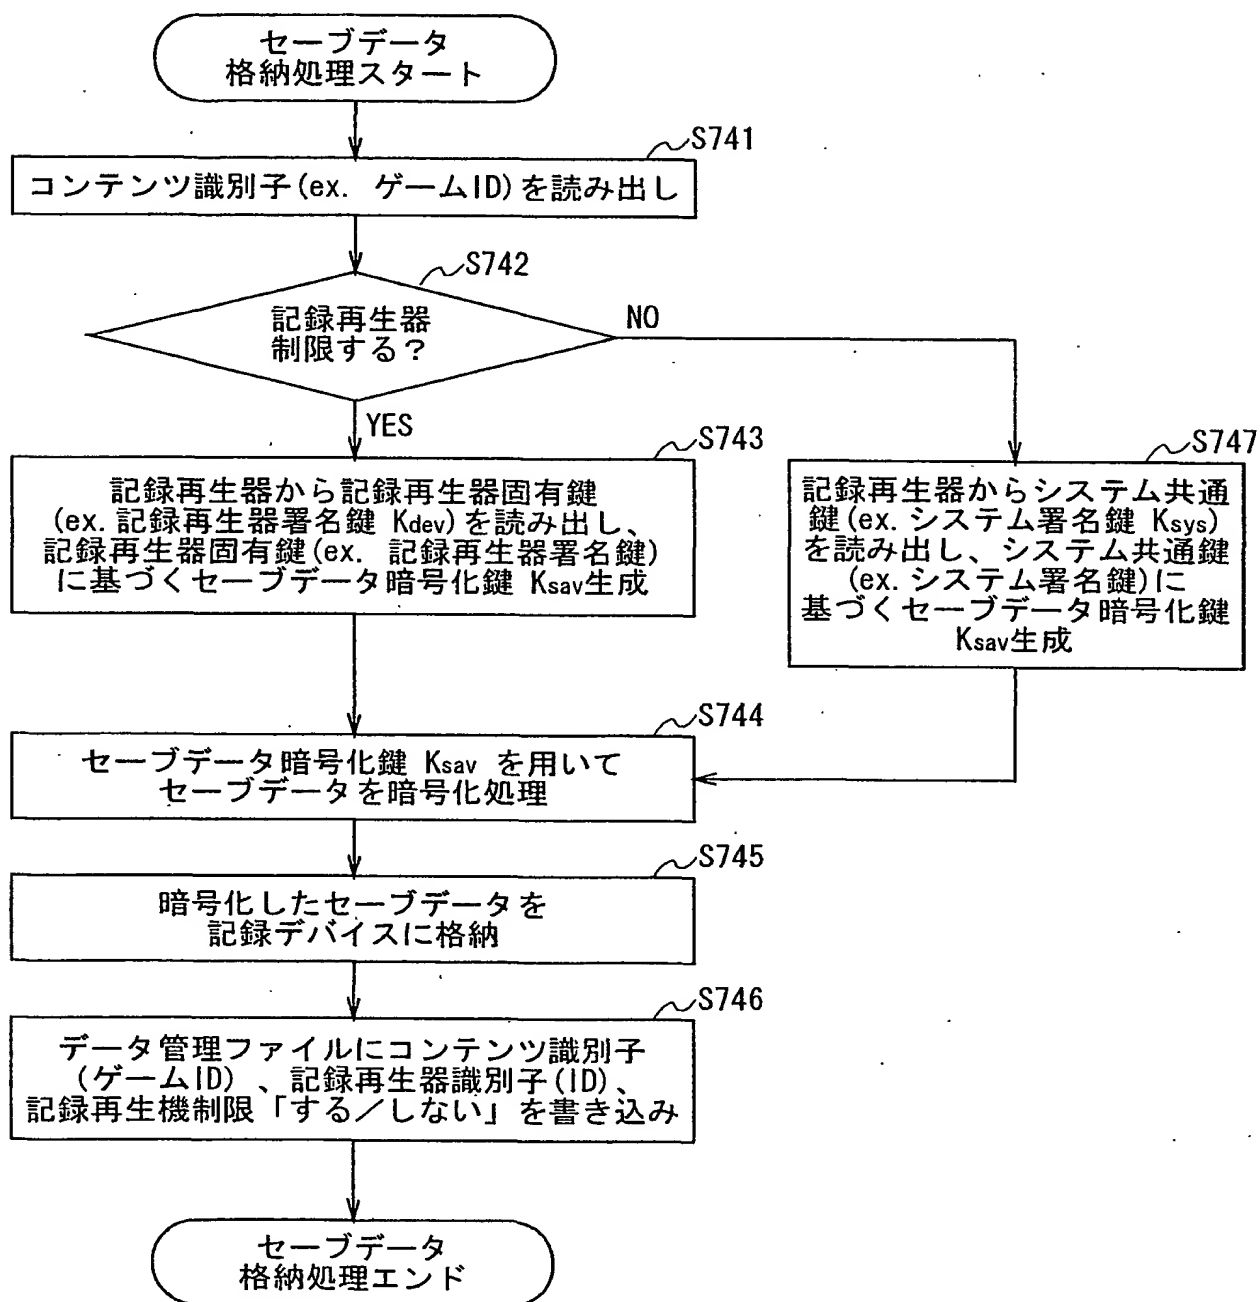 セーブデータ
格納処理スタート
S741
コンテンツ識別子(ex. ゲームID)を読み出し
S742
記録再生器
制限する?
NO
YES
S743
記録再生器から記録再生器固有鍵
(ex.記録再生器署名鍵 Kdev)を読み出し、
記録再生器固有鍵(ex. 記録再生器署名鍵)
に基づくセーブデータ暗号化鍵 Ksav生成
S747
記録再生器からシステム共通
鍵(ex.システム署名鍵 Ksys)
を読み出し、システム共通鍵
(ex.システム署名鍵)に
基づくセーブデータ暗号化鍵
Ksav生成
S744
セーブデータ暗号化鍵 Ksav を用いて
セーブデータを暗号化処理
S745
暗号化したセーブデータを
記録デバイスに格納
S746
データ管理ファイルにコンテンツ識別子
(ゲームID) 、記録再生器識別子(ID)、
記録再生機制限「する/しない」を書き込み
セーブデータ
格納処理エンド